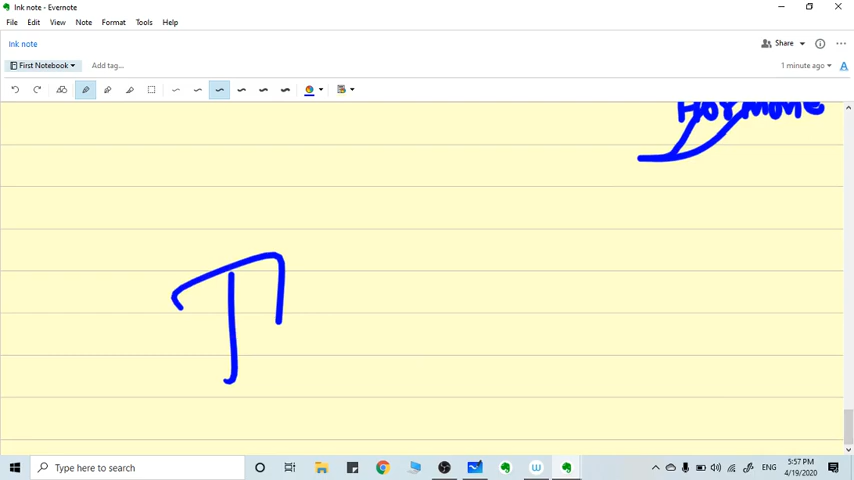 Ink note - Evernote
File Edit View Note Format Tools Help
Ink note
Share
First Notebook Add tag...
1 minute ago
A
Hormone
T
Type here to search
W
ENG
5:57 PM
4/19/2020